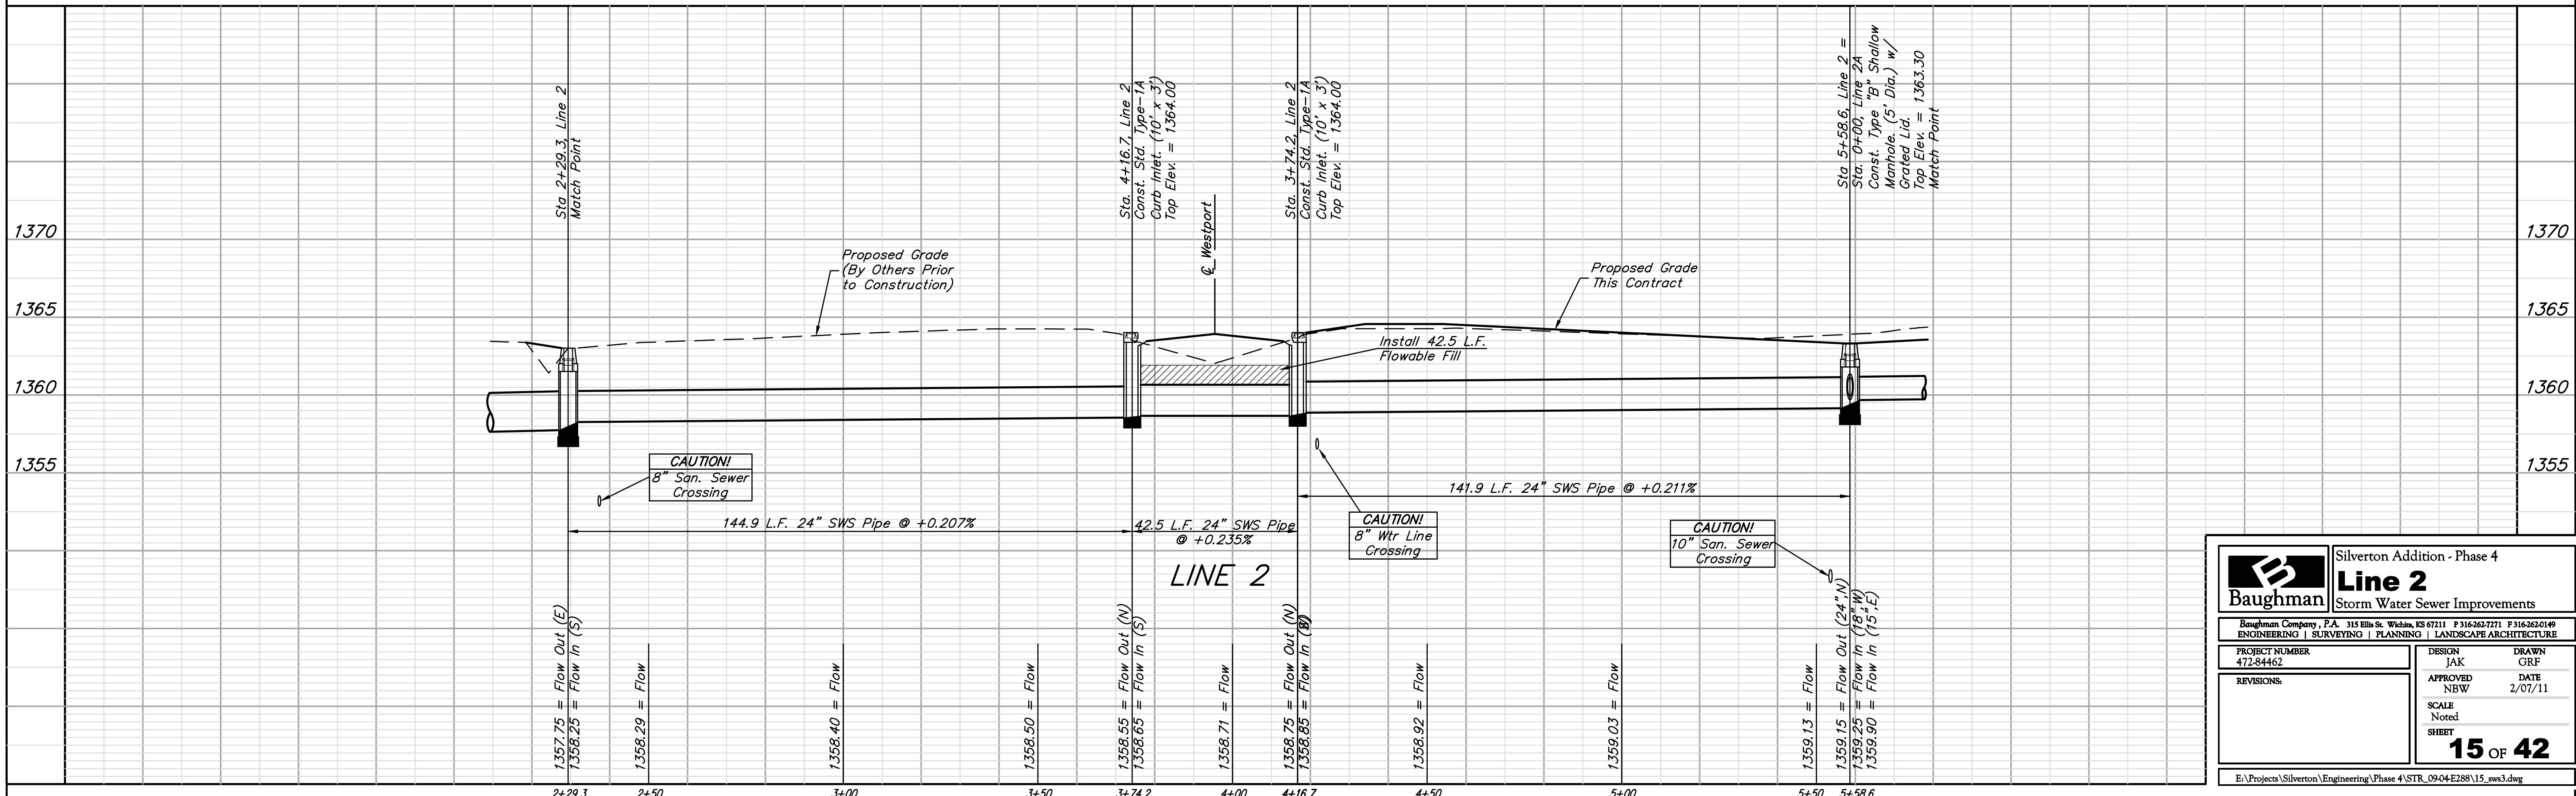 Sta 2+29.3, Line 2
Match Point
Sta. 4+16.7, Line 2
Const. Std. Type-1A
Curb Inlet. (10' x 3')
Top Elev. = 1364.00
℄ Westport
Sta. 3+74.2, Line 2
Const. Std. Type-1A
Curb Inlet. (10' x 3')
Top Elev. = 1364.00
Sta 5+58.6, Line 2 =
Sta. 0+00, Line 2A
Const. Type "B" Shallow
Manhole. (5' Dia.) w/
Grated Lid.
Top Elev. = 1363.30
Match Point
1370
1370
1365
1365
1360
1360
1355
1355
Proposed Grade
(By Others Prior
to Construction)
Proposed Grade
This Contract
Install 42.5 L.F.
Flowable Fill
CAUTION!
8" San. Sewer
Crossing
144.9 L.F. 24" SWS Pipe @ +0.207%
42.5 L.F. 24" SWS Pipe
@ +0.235%
141.9 L.F. 24" SWS Pipe @ +0.211%
CAUTION!
8" Wtr Line
Crossing
CAUTION!
10" San. Sewer
Crossing
LINE 2
1357.75 = Flow Out (E)
1358.25 = Flow In (S)
1358.29 = Flow
1358.40 = Flow
1358.50 = Flow
1358.55 = Flow Out (N)
1358.65 = Flow In (S)
1358.71 = Flow
1358.75 = Flow Out (N)
1358.85 = Flow In
1358.92 = Flow
1359.03 = Flow
1359.13 = Flow
1359.15 = Flow Out (24",N)
1359.25 = Flow In (18",W)
1359.90 = Flow In (15",E)
2+29.3
2+50
3+00
3+50
3+74.2
4+00
4+16.7
4+50
5+00
5+50
5+58.6
B
Baughman
Silverton Addition - Phase 4
Line 2
Storm Water Sewer Improvements
Baughman Company, P.A. 315 Ellis St. Wichita, KS 67211 P 316-262-7271 F 316-262-0149
ENGINEERING | SURVEYING | PLANNING | LANDSCAPE ARCHITECTURE
PROJECT NUMBER
472-84462
REVISIONS:
DESIGN
JAK
DRAWN
GRF
APPROVED
NBW
DATE
2/07/11
SCALE
Noted
SHEET
15 OF 42
E:\Projects\Silverton\Engineering\Phase 4\STR_09-04-E288\15_sws3.dwg